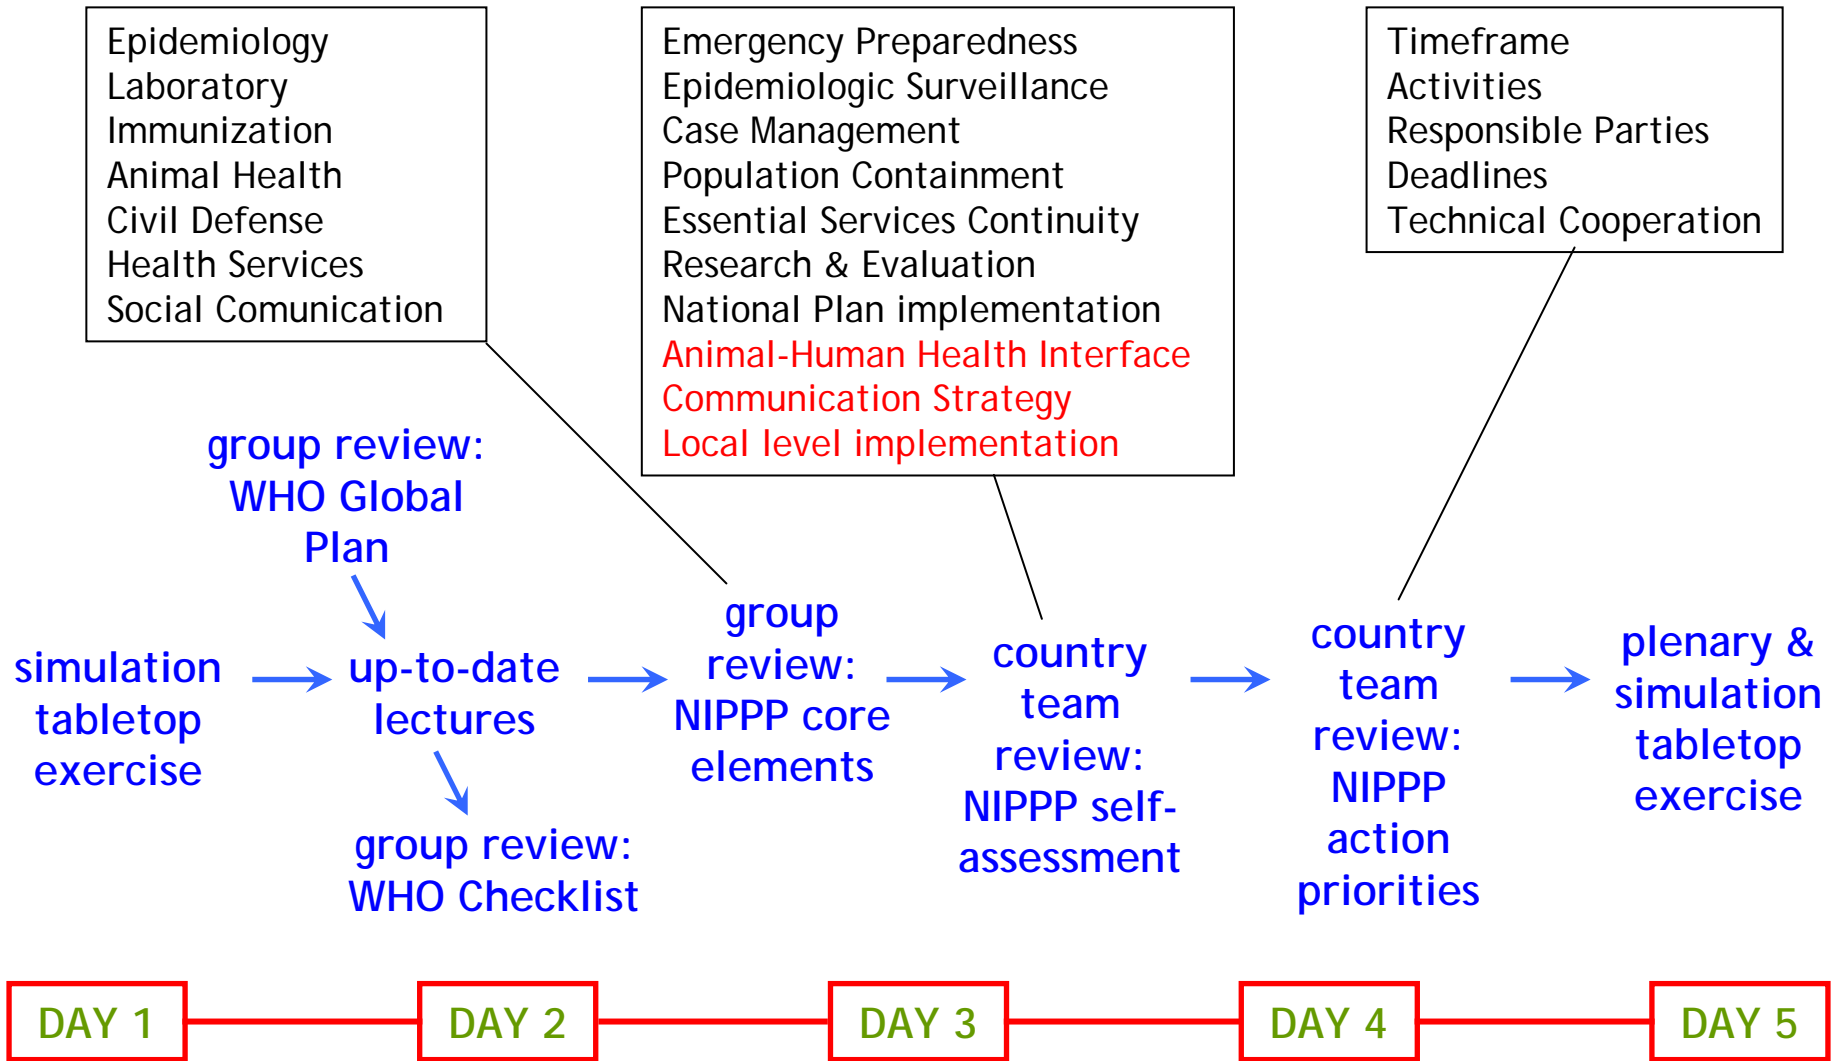 Epidemiology
Laboratory
Immunization
Animal Health
Civil Defense
Health Services
Social Comunication
Emergency Preparedness
Epidemiologic Surveillance
Case Management
Population Containment
Essential Services Continuity
Research & Evaluation
National Plan implementation
Animal-Human Health Interface
Communication Strategy
Local level implementation
Timeframe
Activities
Responsible Parties
Deadlines
Technical Cooperation
group review:
WHO Global
Plan
simulation
tabletop
exercise
up-to-date
lectures
group review:
WHO Checklist
group
review:
NIPPP core
elements
country
team
review:
NIPPP self-
assessment
country
team
review:
NIPPP
action
priorities
plenary &
simulation
tabletop
exercise
DAY 1
DAY 2
DAY 3
DAY 4
DAY 5